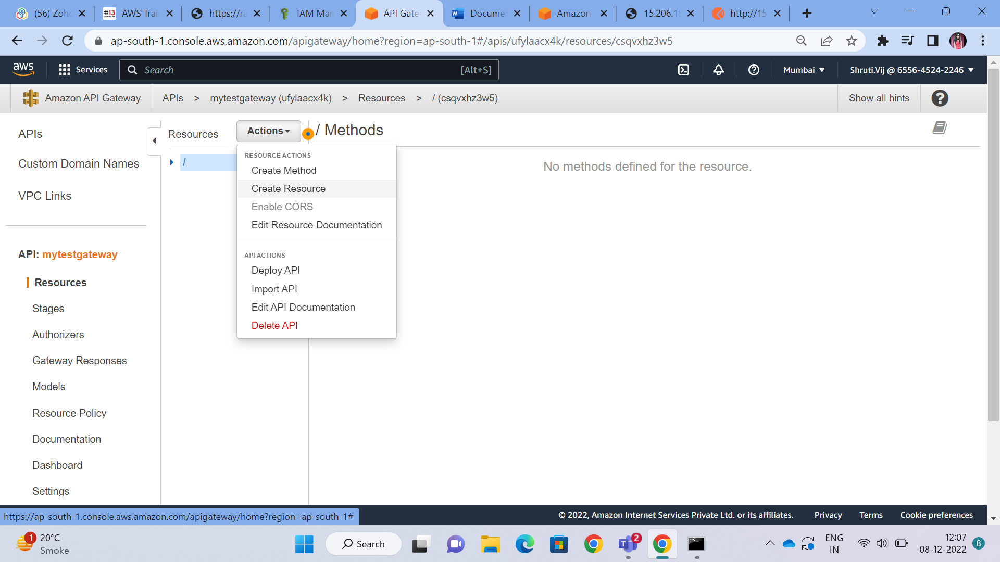 (56) Zoho
#13 AWS Trai
https://ra
IAM Man
API Gate
Documen
Amazon
15.206.18
http://15
ap-south-1.console.aws.amazon.com/apigateway/home?region=ap-south-1#/apis/ufylaacx4k/resources/csqvxhz3w5
aws
Services
Search
[Alt+S]
Mumbai
Shruti.Vij @ 6556-4524-2246
Amazon API Gateway
APIs > mytestgateway (ufylaacx4k) > Resources > / (csqvxhz3w5)
Show all hints
APIs
Custom Domain Names
VPC Links
API: mytestgateway
Resources
Stages
Authorizers
Gateway Responses
Models
Resource Policy
Documentation
Dashboard
Settings
Resources
Actions
/
/ Methods
No methods defined for the resource.
RESOURCE ACTIONS
Create Method
Create Resource
Enable CORS
Edit Resource Documentation
API ACTIONS
Deploy API
Import API
Edit API Documentation
Delete API
https://ap-south-1.console.aws.amazon.com/apigateway/home?region=ap-south-1#
© 2022, Amazon Internet Services Private Ltd. or its affiliates.
Privacy
Terms
Cookie preferences
1
20°C
Smoke
Search
2
ENG
IN
12:07
08-12-2022
8